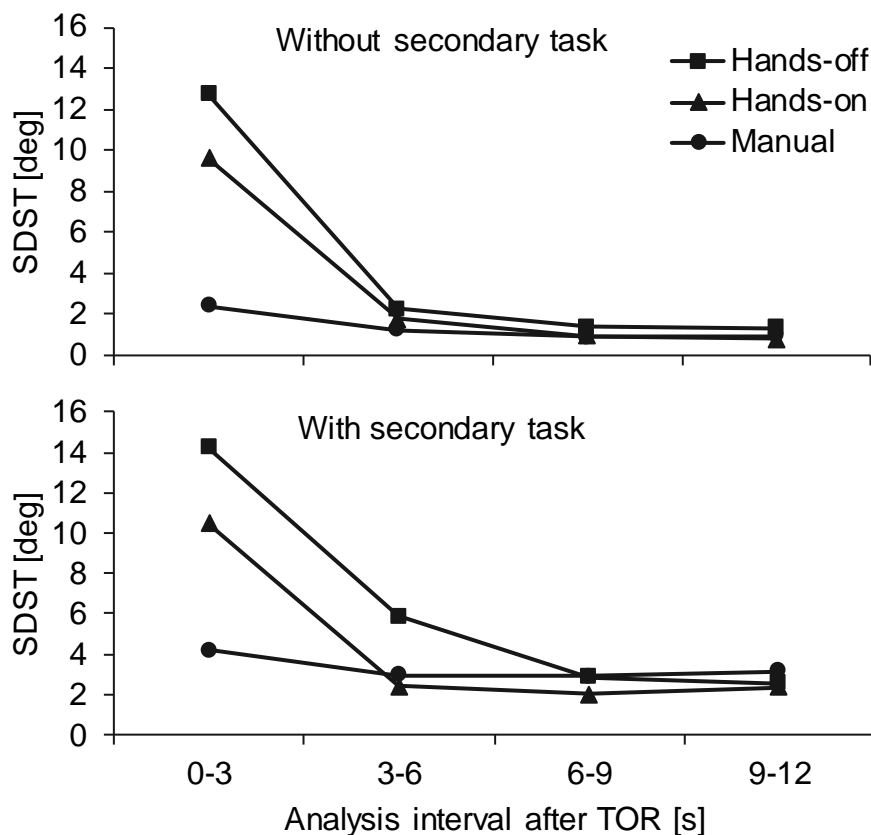 Without secondary task
Hands-off
Hands-on
Manual
SDST [deg]
16
14
12
10
8
6
4
2
0
With secondary task
SDST [deg]
16
14
12
10
8
6
4
2
0
0-3 3-6 6-9 9-12
Analysis interval after TOR [s]